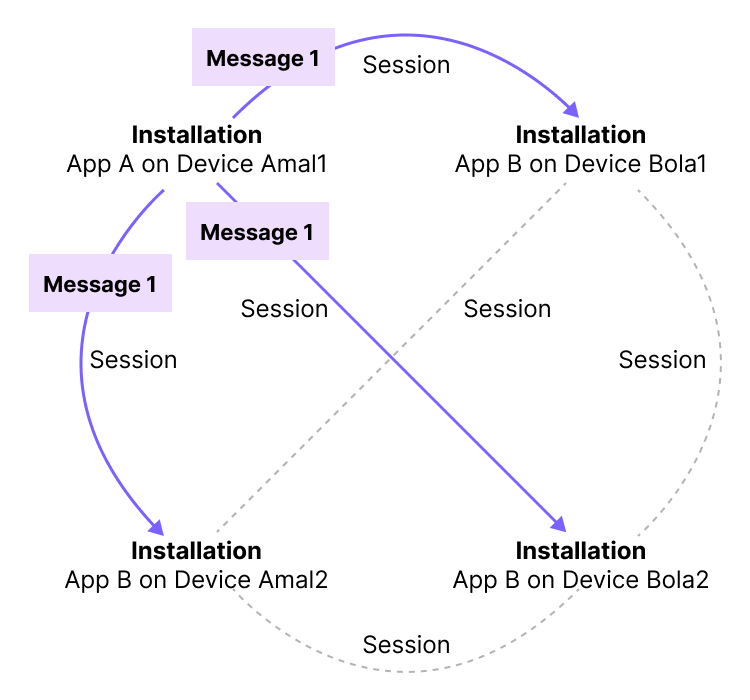 Message 1
Session
Installation
App A on Device Amal1
Installation
App B on Device Bola1
Message 1
Message 1
Session
Session
Session
Session
Installation
App B on Device Amal2
Installation
App B on Device Bola2
Session